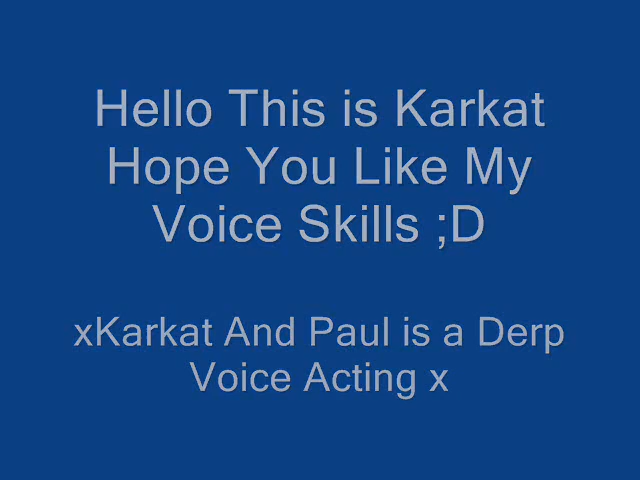 Hello This is Karkat
Hope You Like My
Voice Skills ;D
xKarkat And Paul is a Derp
Voice Acting x